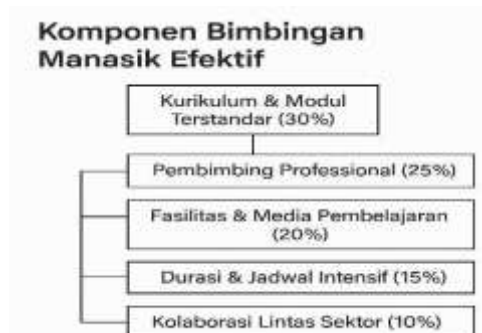 Komponen Bimbingan
Manasik Efektif
Kurikulum & Modul
Terstandar (30%)
Pembimbing Professional (25%)
Fasilitas & Media Pembelajaran
(20%)
Durasi & Jadwal Intensif (15%)
Kolaborasi Lintas Sektor (10%)